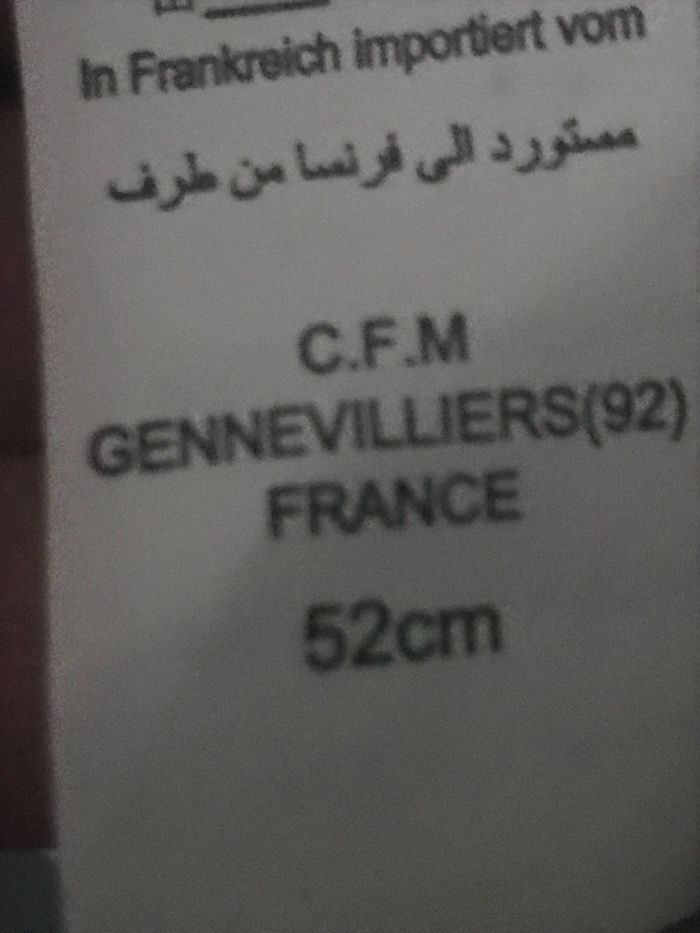 In Frankreich importiert vom
مستورد الى فرنسا من طرف
C.F.M
GENNEVILLIERS(92)
FRANCE
52cm